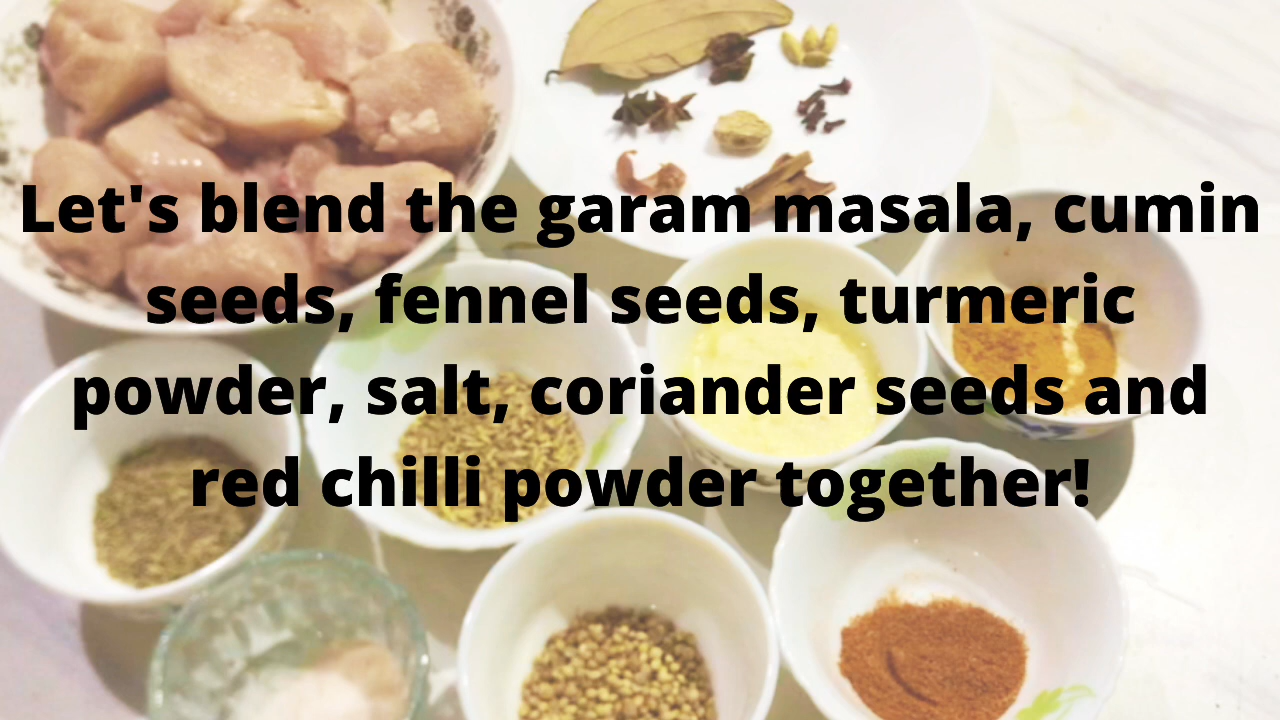 Let's blend the garam masala, cumin
seeds, fennel seeds, turmeric
powder, salt, coriander seeds and
red chilli powder together!